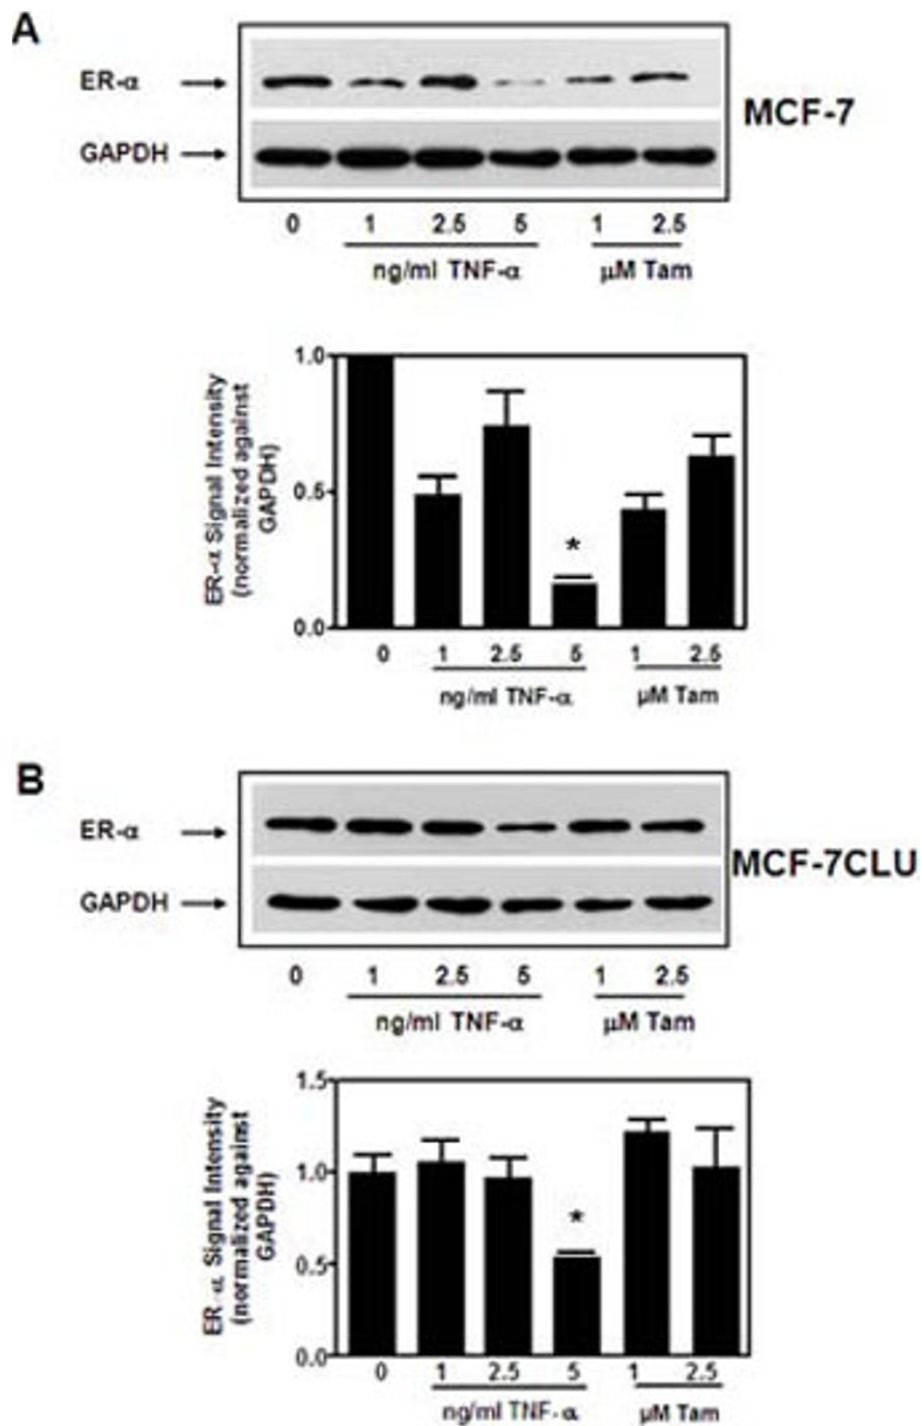 A
ER-α
GAPDH
MCF-7
0 1 2.5 5 1 2.5
ng/ml TNF-α μM Tam
ER-α Signal Intensity
(normalized against
GAPDH)
1.0
0.5
0.0
*
0 1 2.5 5 1 2.5
ng/ml TNF-α μM Tam
B
ER-α
GAPDH
MCF-7CLU
0 1 2.5 5 1 2.5
ng/ml TNF-α μM Tam
ER-α Signal Intensity
(normalized against
GAPDH)
1.5
1.0
0.5
0.0
*
0 1 2.5 5 1 2.5
ng/ml TNF-α μM Tam